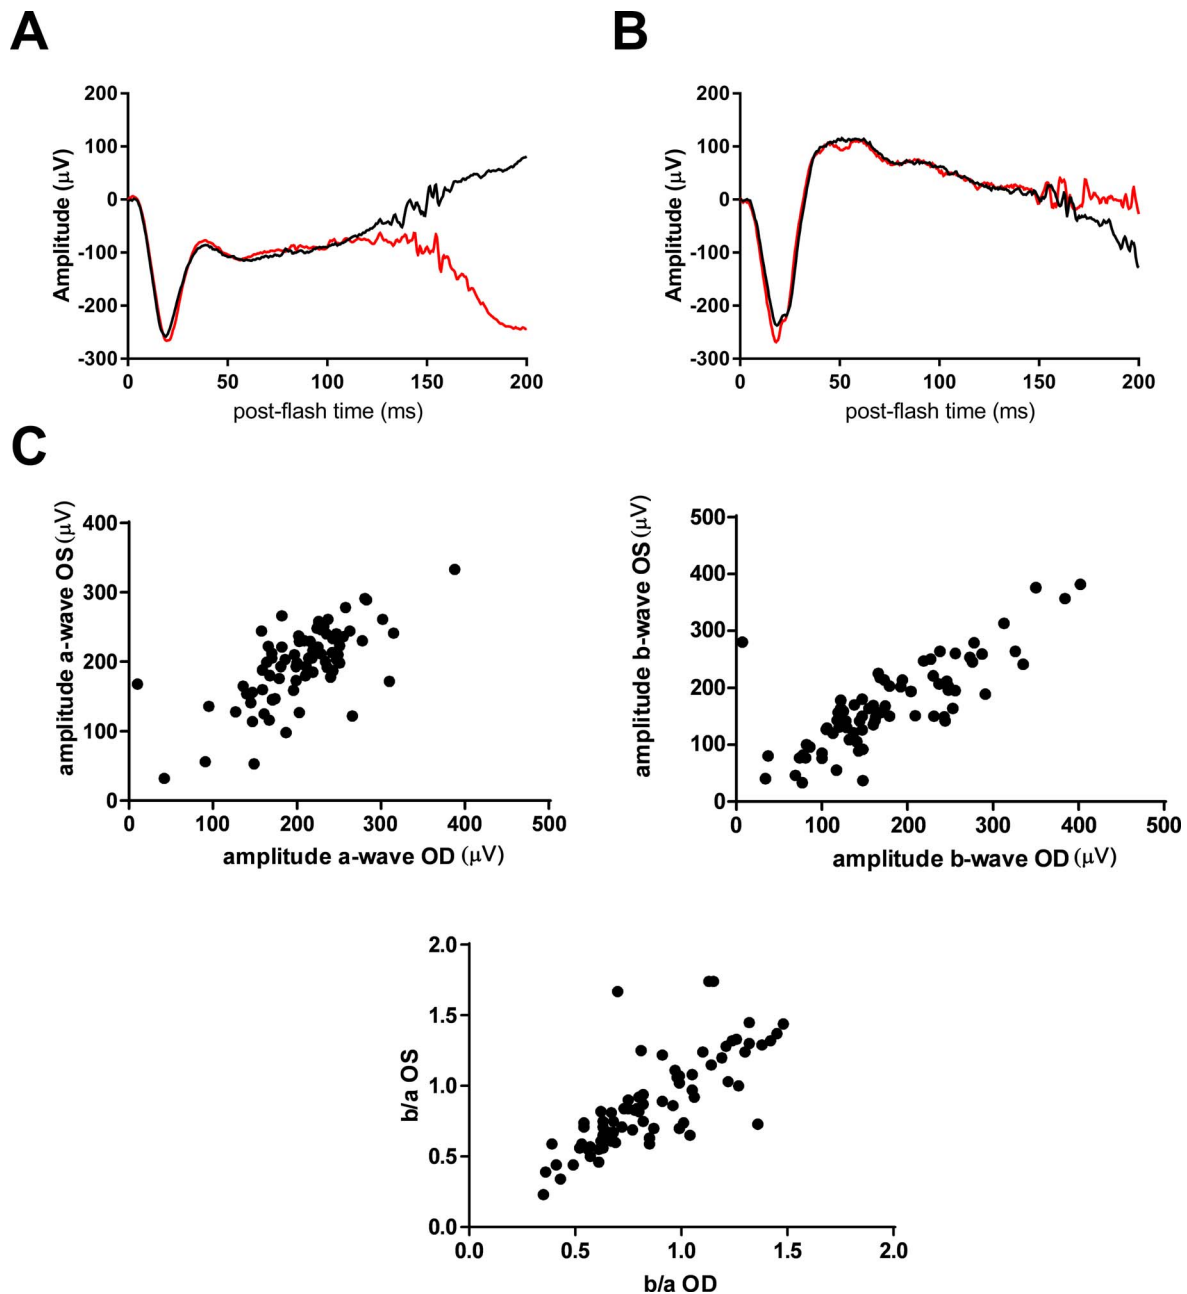 A
B
200
100
0
-100
-200
-300
Amplitude (μV)
0 50 100 150 200
post-flash time (ms)
200
100
0
-100
-200
-300
Amplitude (μV)
0 50 100 150 200
post-flash time (ms)
C
400
300
200
100
0
amplitude a-wave OS (μV)
0 100 200 300 400 500
amplitude a-wave OD (μV)
500
400
300
200
100
0
amplitude b-wave OS (μV)
0 100 200 300 400 500
amplitude b-wave OD (μV)
2.0
1.5
1.0
0.5
0.0
b/a OS
0.0 0.5 1.0 1.5 2.0
b/a OD